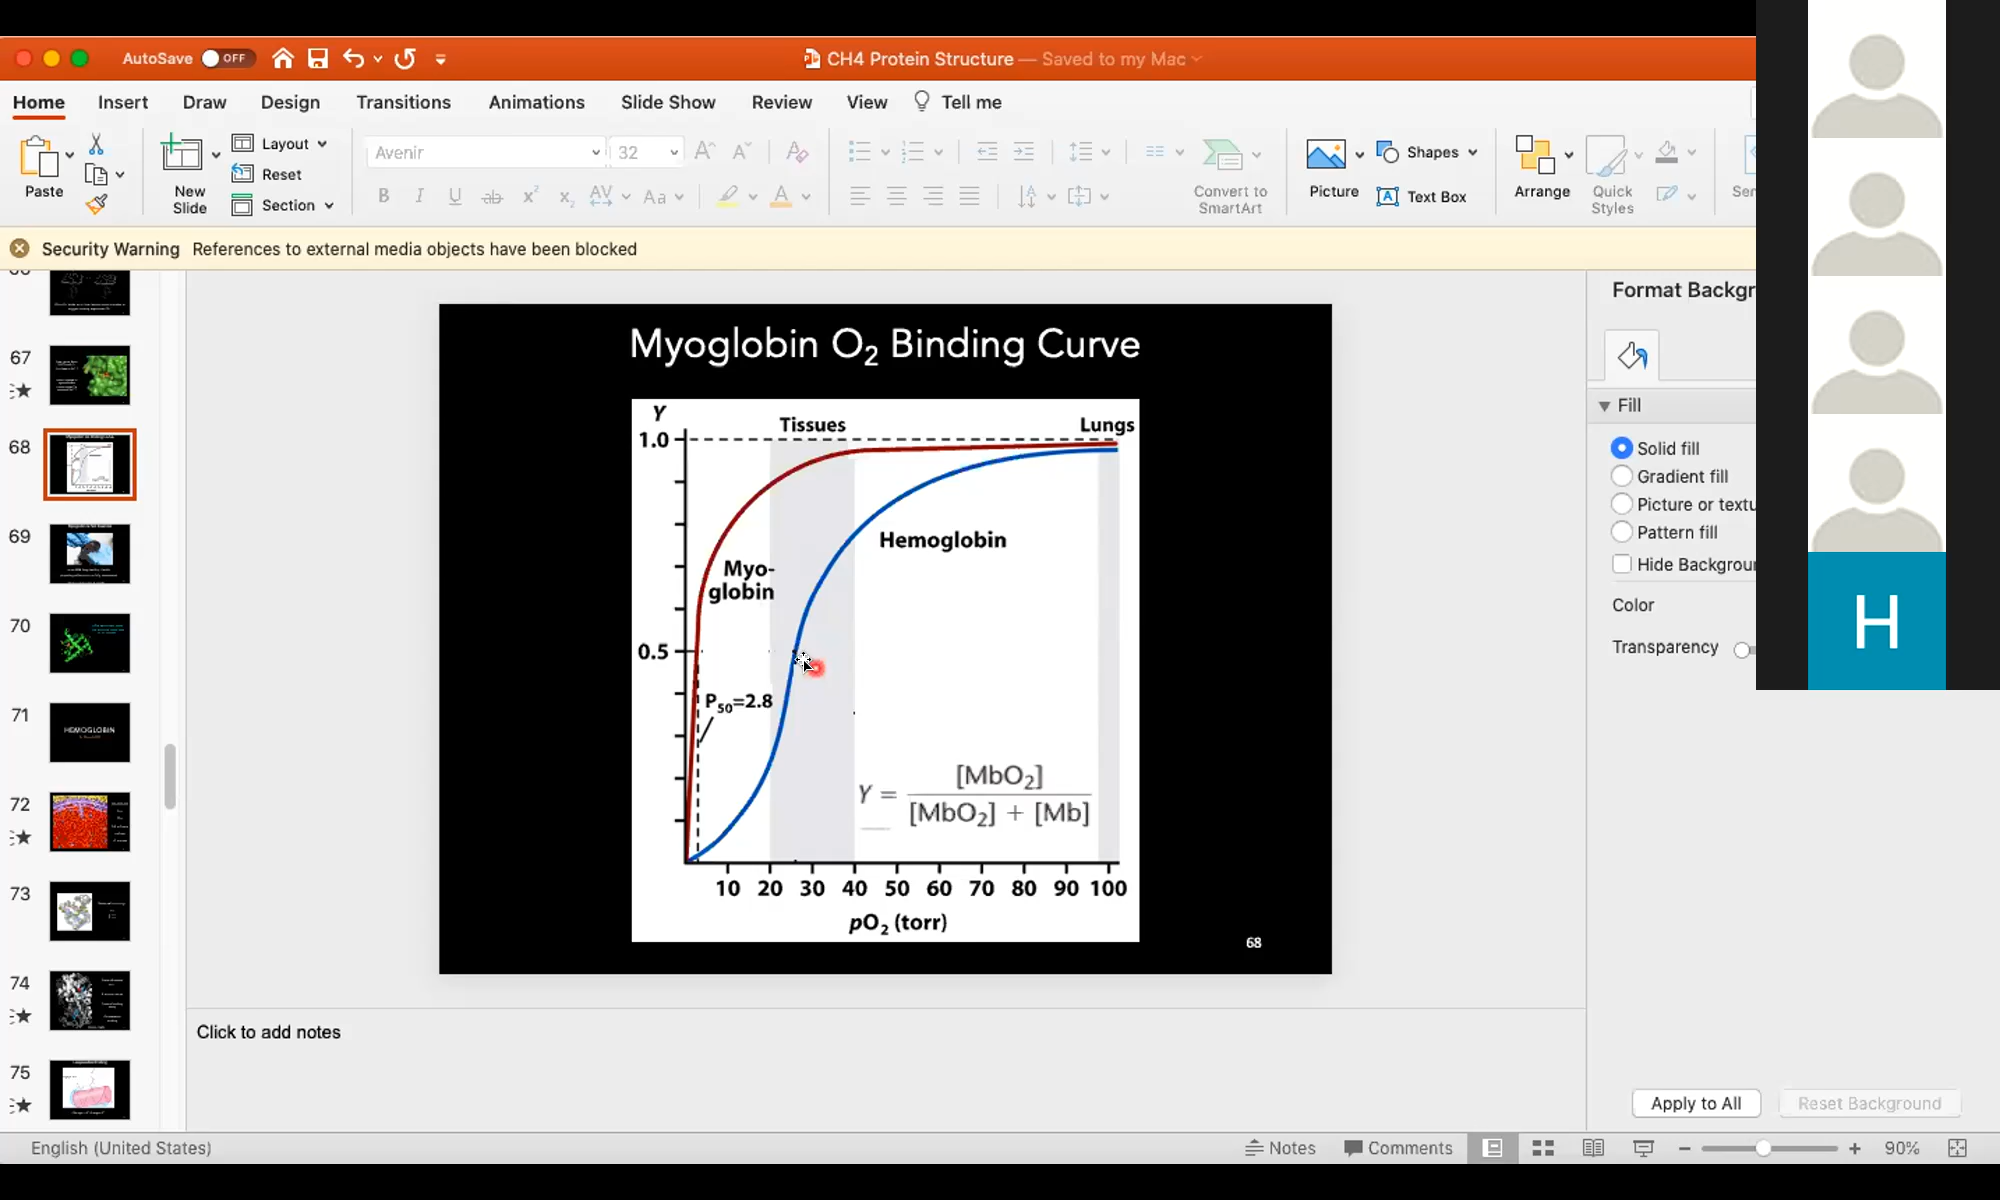 AutoSave OFF
CH4 Protein Structure — Saved to my Mac
Home Insert Draw Design Transitions Animations Slide Show Review View Tell me
Paste
New
Slide
Layout
Reset
Section
Avenir 32
Convert to
SmartArt
Picture
Shapes
Text Box
Arrange
Quick
Styles
Security Warning References to external media objects have been blocked
67
68
69
70
71
HEMOGLOBIN
72
73
74
75
Myoglobin O₂ Binding Curve
Y
Tissues
Lungs
1.0
Hemoglobin
Myo-
globin
0.5
P₅₀=2.8
Y = [MbO₂] / [MbO₂] + [Mb]
10 20 30 40 50 60 70 80 90 100
pO₂ (torr)
68
Click to add notes
Format Backgr
Fill
Solid fill
Gradient fill
Picture or textu
Pattern fill
Hide Backgrou
Color
Transparency
Apply to All
Reset Background
H
English (United States)
Notes
Comments
90%